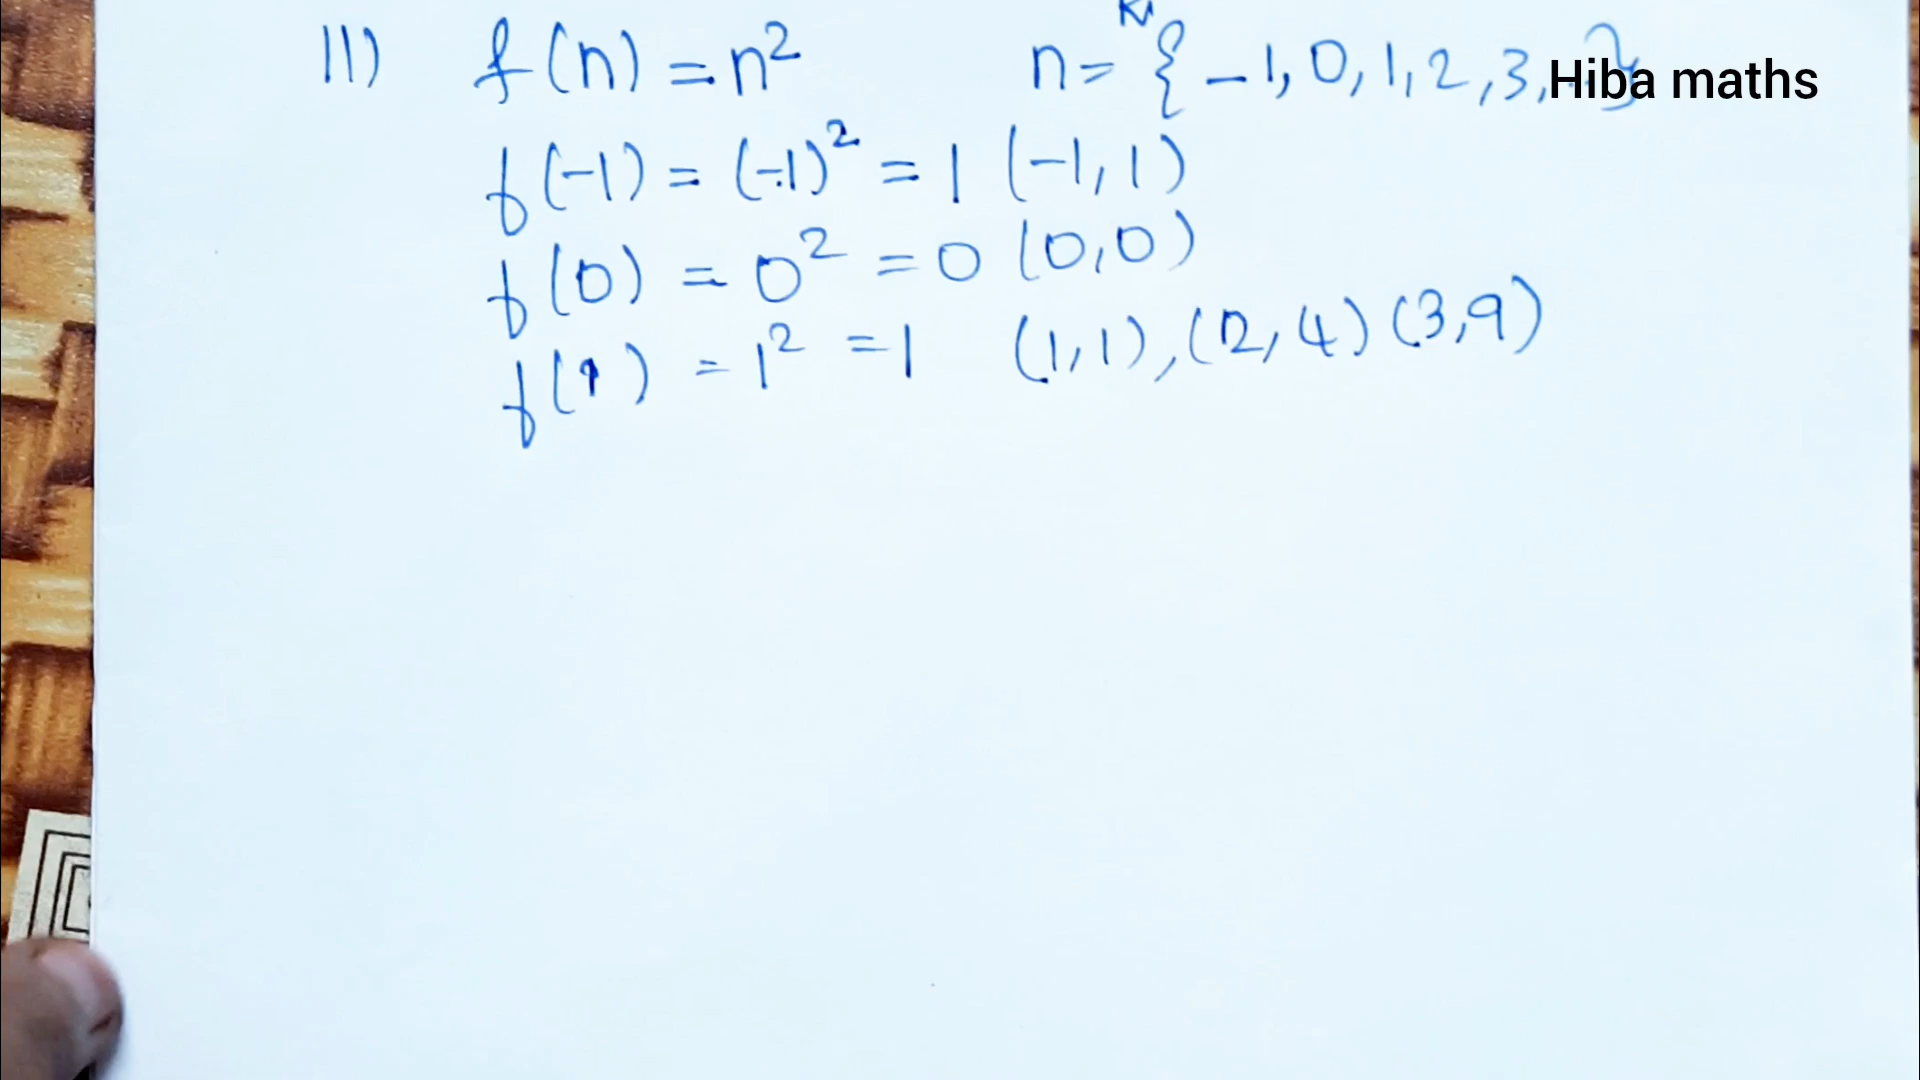 11) f(n) = n² n = {-1, 0, 1, 2, 3, Hiba maths
f(-1) = (-1)² = 1 (-1, 1)
f(0) = 0² = 0 (0, 0)
f(1) = 1² = 1 (1, 1), (2, 4) (3, 9)